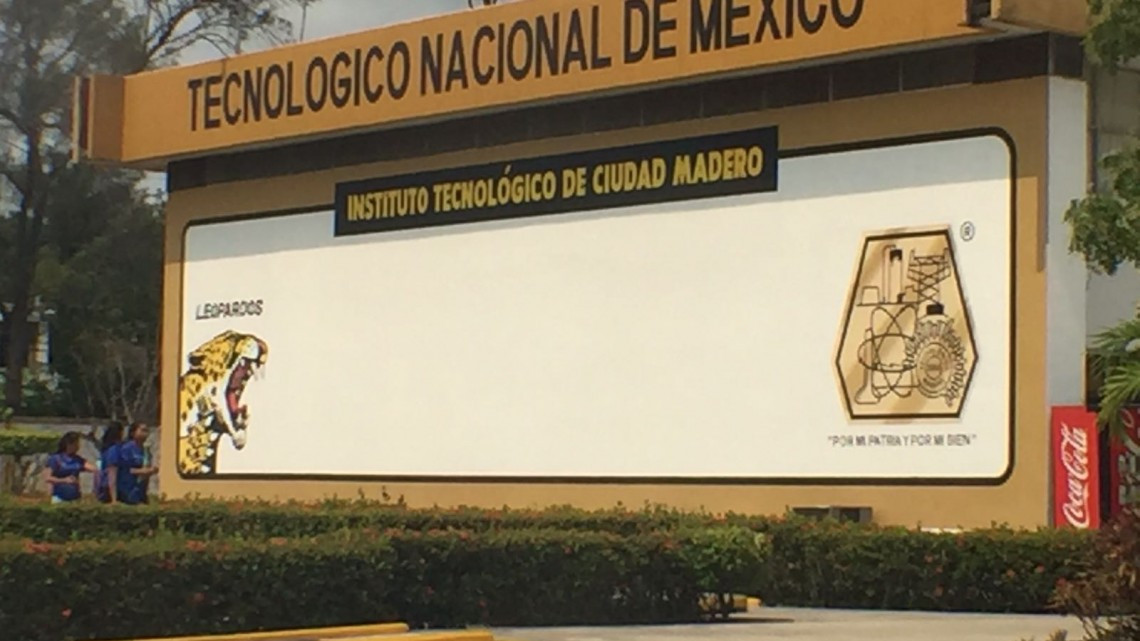 TECNOLOGICO NACIONAL DE MEXICO
INSTITUTO TECNOLÓGICO DE CIUDAD MADERO
LEOPARDOS
®
"POR MI PATRIA Y POR MI BIEN"
Coca-Cola